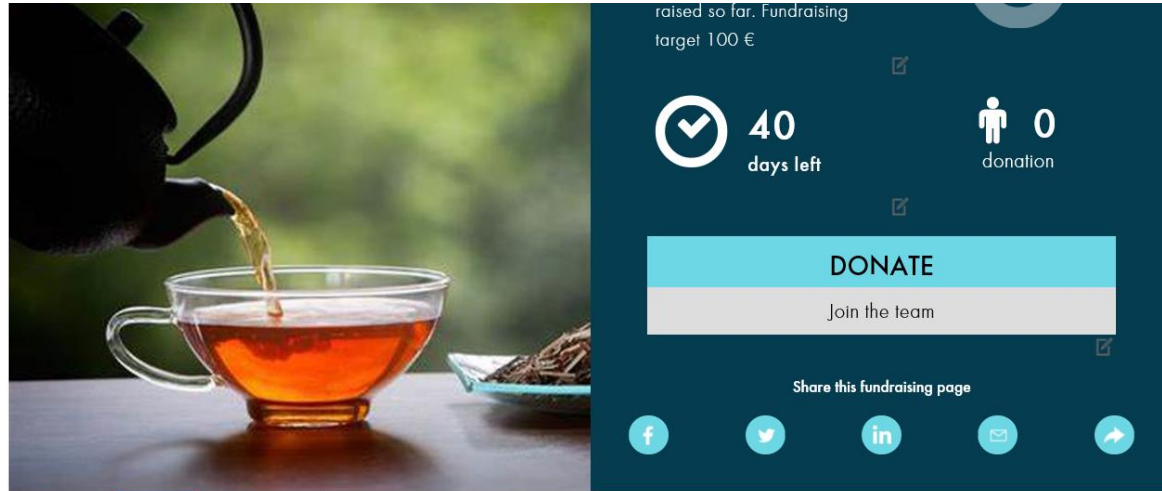 raised so far. Fundraising
target 100 €
40
days left
0
donation
DONATE
Join the team
Share this fundraising page